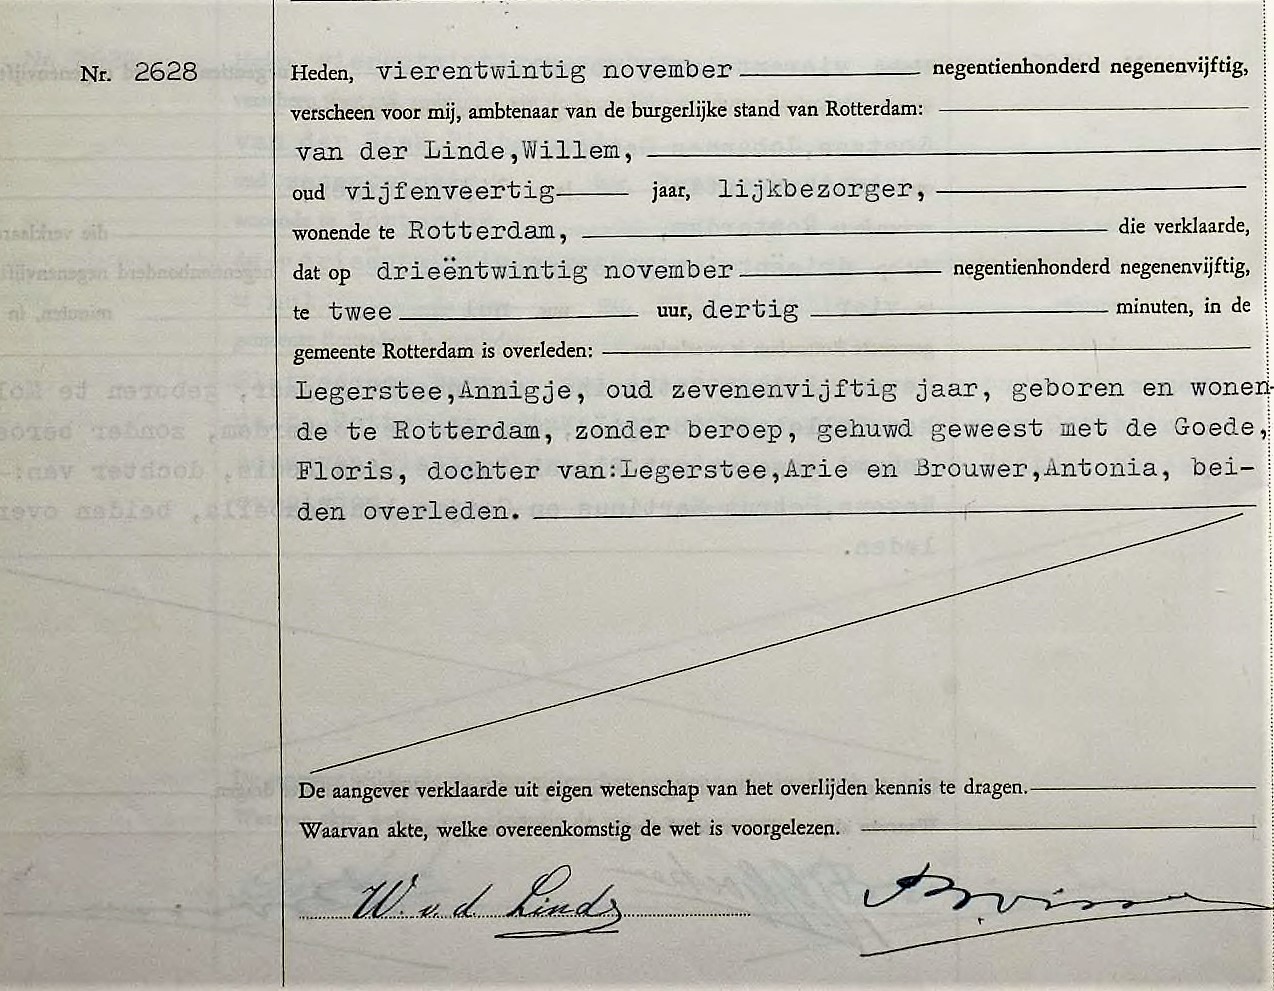 Nr. 2628
Heden, vierentwintig november negentienhonderd negenenvijftig,
verscheen voor mij, ambtenaar van de burgerlijke stand van Rotterdam:
van der Linde,Willem,
oud vijfenveertig jaar, lijkbezorger,
wonende te Rotterdam, die verklaarde,
dat op drieëntwintig november negentienhonderd negenenvijftig,
te twee uur, dertig minuten, in de
gemeente Rotterdam is overleden:
Legerstee,Annigje, oud zevenenvijftig jaar, geboren en wonen-
de te Rotterdam, zonder beroep, gehuwd geweest met de Goede,
Floris, dochter van:Legerstee,Arie en Brouwer,Antonia, bei-
den overleden.
De aangever verklaarde uit eigen wetenschap van het overlijden kennis te dragen.
Waarvan akte, welke overeenkomstig de wet is voorgelezen.
W. v. d. Linde